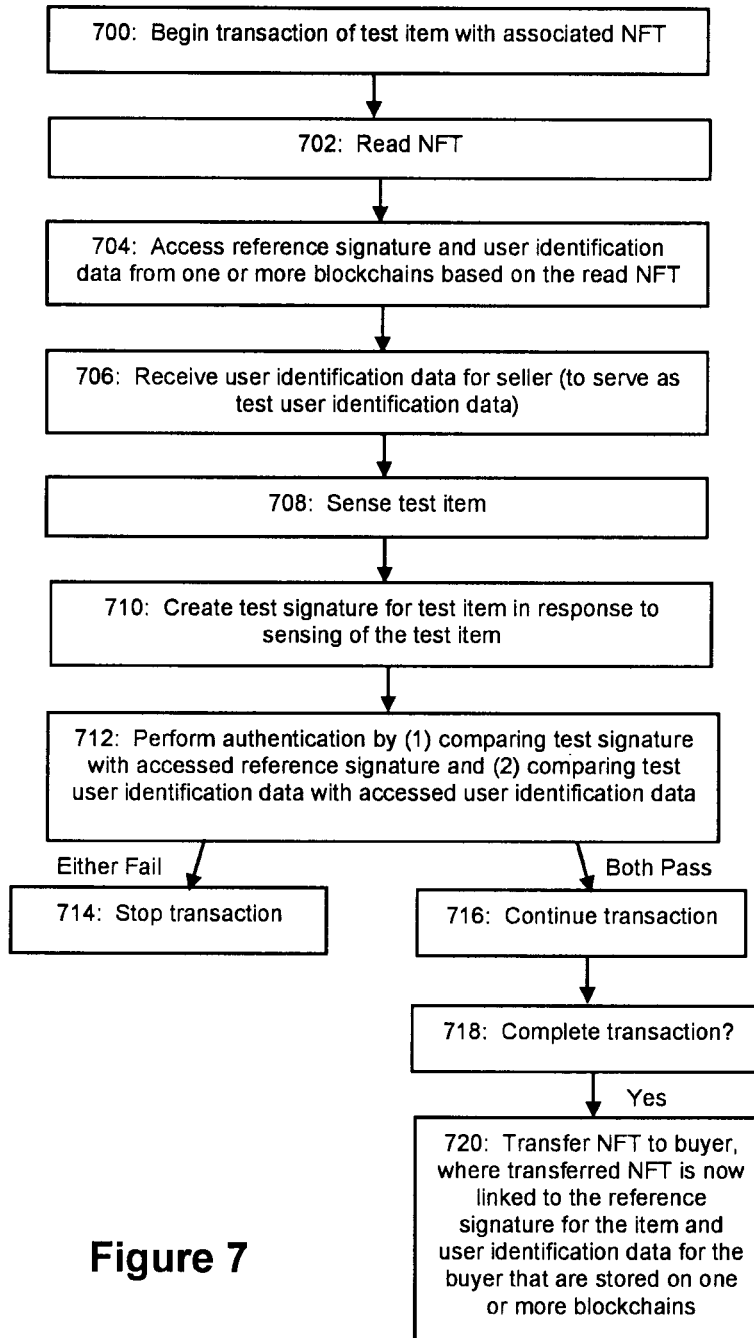 700: Begin transaction of test item with associated NFT
702: Read NFT
704: Access reference signature and user identification
data from one or more blockchains based on the read NFT
706: Receive user identification data for seller (to serve as
test user identification data)
708: Sense test item
710: Create test signature for test item in response to
sensing of the test item
712: Perform authentication by (1) comparing test signature
with accessed reference signature and (2) comparing test
user identification data with accessed user identification data
Either Fail
Both Pass
714: Stop transaction
716: Continue transaction
718: Complete transaction?
Yes
720: Transfer NFT to buyer,
where transferred NFT is now
linked to the reference
signature for the item and
user identification data for the
buyer that are stored on one
or more blockchains
Figure 7